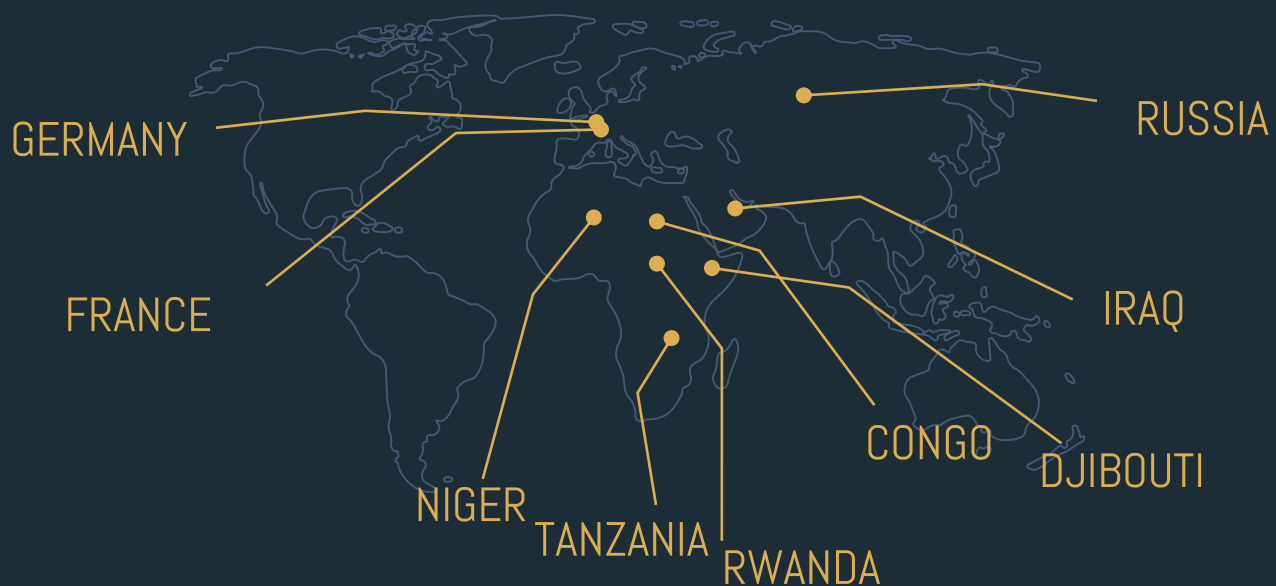 RUSSIA
GERMANY
FRANCE
IRAQ
CONGO
DJIBOUTI
NIGER
TANZANIA
RWANDA